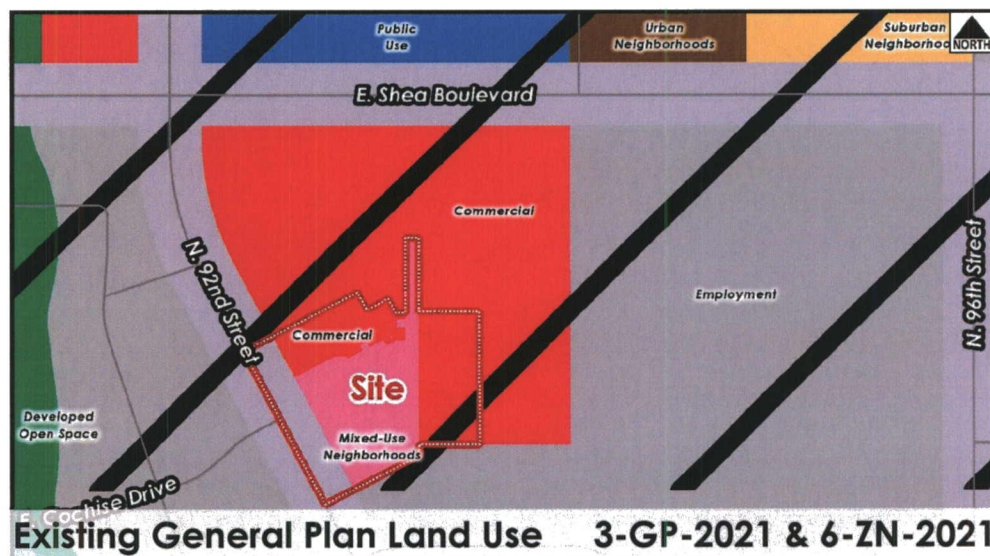 Public
Use
Urban
Neighborhoods
Suburban
Neighborhoo
NORTH
E. Shea Boulevard
Commercial
N. 92nd Street
Employment
N. 96th Street
Commercial
Site
Developed
Open Space
Mixed-Use
Neighborhoods
E. Cochise Drive
Existing General Plan Land Use 3-GP-2021 & 6-ZN-2021